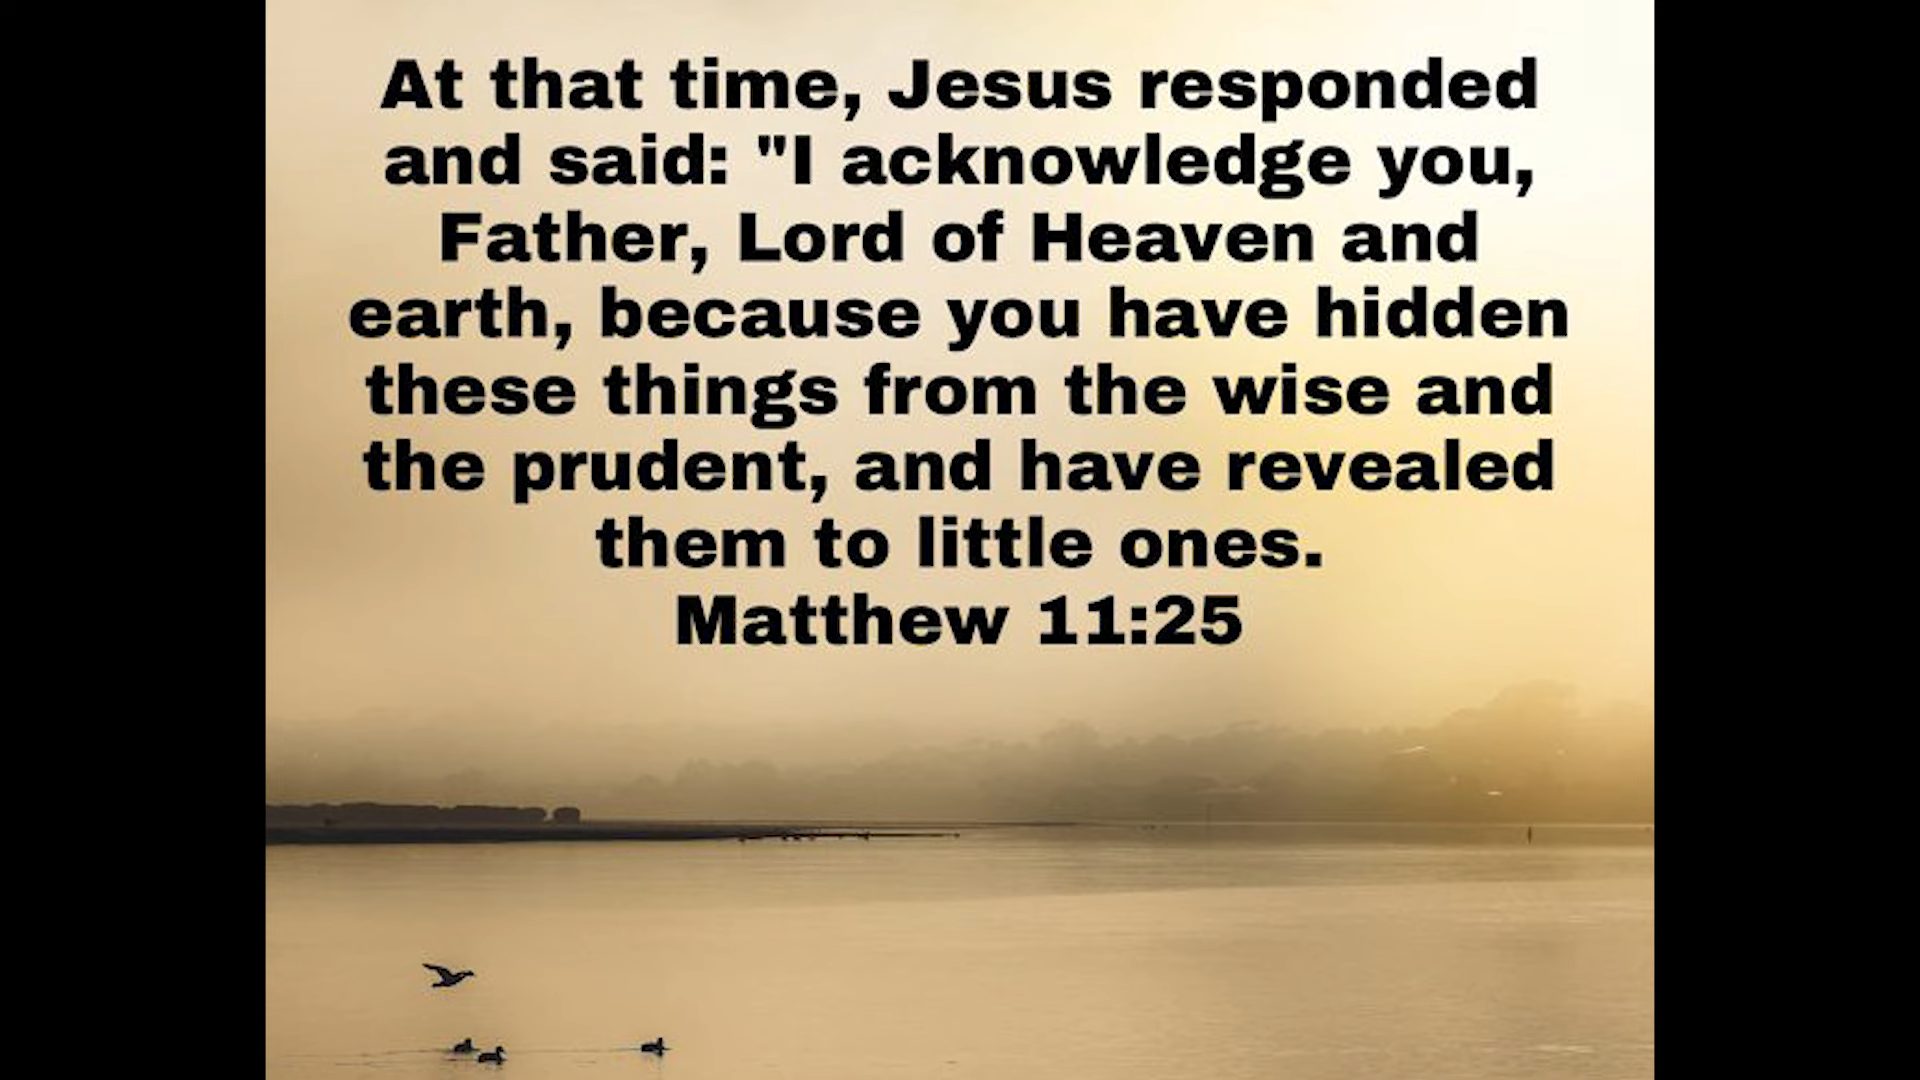 At that time, Jesus responded
and said: "I acknowledge you,
Father, Lord of Heaven and
earth, because you have hidden
these things from the wise and
the prudent, and have revealed
them to little ones.
Matthew 11:25